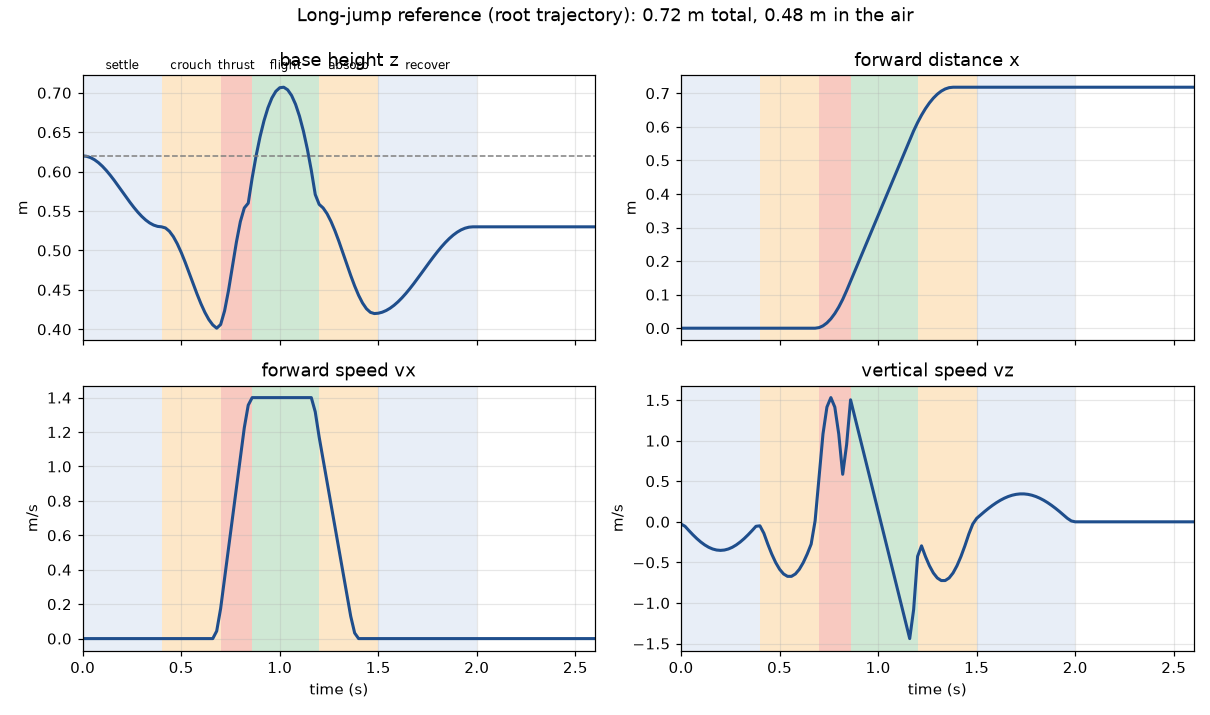 Long-jump reference (root trajectory): 0.72 m total, 0.48 m in the air
base height z
settle crouch thrust flight absorb recover
0.70
0.65
0.60
0.55
0.50
0.45
0.40
m
forward distance x
0.7
0.6
0.5
0.4
0.3
0.2
0.1
0.0
m
forward speed vx
1.4
1.2
1.0
0.8
0.6
0.4
0.2
0.0
m/s
0.0 0.5 1.0 1.5 2.0 2.5
time (s)
vertical speed vz
1.5
1.0
0.5
0.0
−0.5
−1.0
−1.5
m/s
0.0 0.5 1.0 1.5 2.0 2.5
time (s)